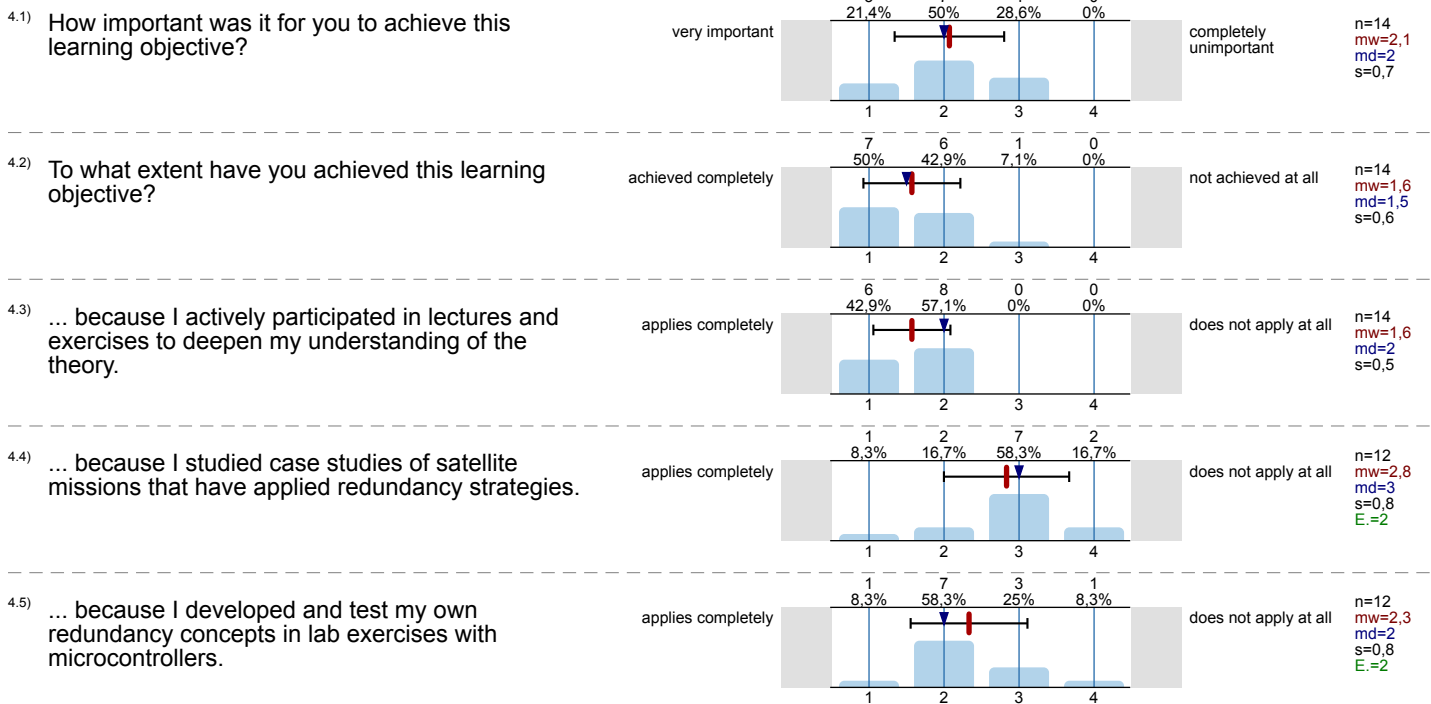 4.1) How important was it for you to achieve this
learning objective?
very important
21,4% 50% 28,6% 0%
1 2 3 4
completely
unimportant
n=14
mw=2,1
md=2
s=0,7
4.2) To what extent have you achieved this learning
objective?
achieved completely
7 6 1 0
50% 42,9% 7,1% 0%
1 2 3 4
not achieved at all
n=14
mw=1,6
md=1,5
s=0,6
4.3) ... because I actively participated in lectures and
exercises to deepen my understanding of the
theory.
applies completely
6 8 0 0
42,9% 57,1% 0% 0%
1 2 3 4
does not apply at all
n=14
mw=1,6
md=2
s=0,5
4.4) ... because I studied case studies of satellite
missions that have applied redundancy strategies.
applies completely
1 2 7 2
8,3% 16,7% 58,3% 16,7%
1 2 3 4
does not apply at all
n=12
mw=2,8
md=3
s=0,8
E.=2
4.5) ... because I developed and test my own
redundancy concepts in lab exercises with
microcontrollers.
applies completely
1 7 3 1
8,3% 58,3% 25% 8,3%
1 2 3 4
does not apply at all
n=12
mw=2,3
md=2
s=0,8
E.=2